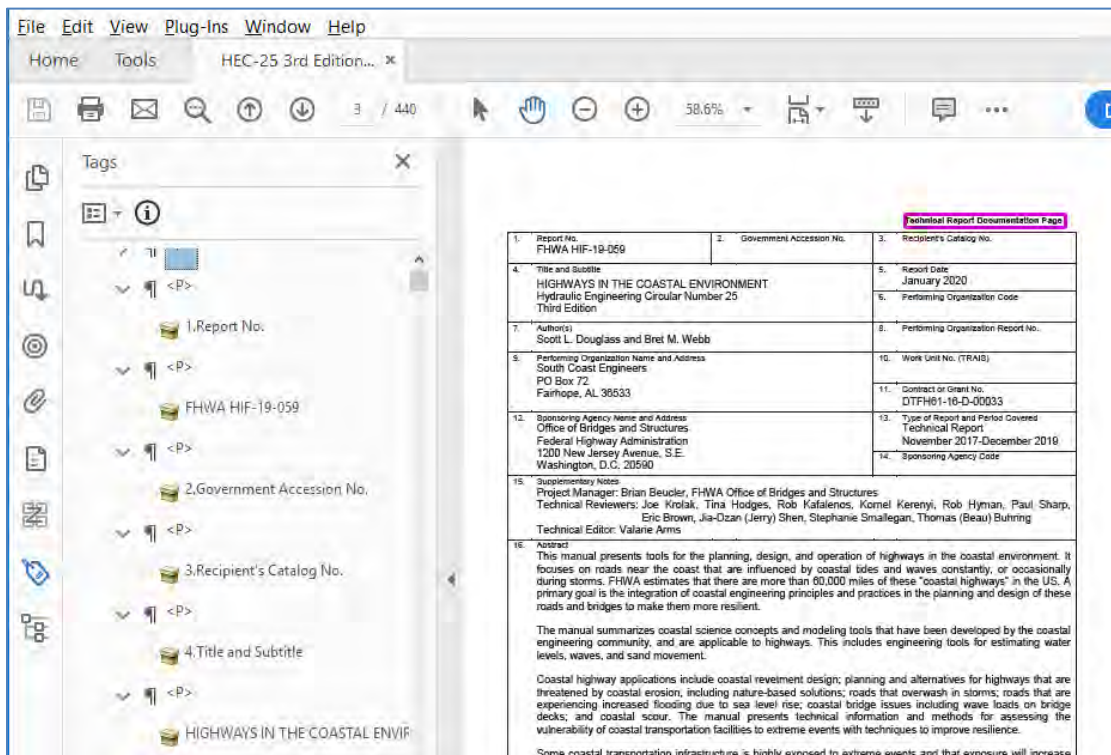 File Edit View Plug-Ins Window Help
Home Tools HEC-25 3rd Edition... ×
3 / 440 58.6%
Tags
<P>
1.Report No.
<P>
FHWA HIF-19-059
<P>
2.Government Accession No.
<P>
3.Recipient's Catalog No.
<P>
4.Title and Subtitle
<P>
HIGHWAYS IN THE COASTAL ENVIR
Technical Report Documentation Page
1. Report No.
FHWA HIF-19-059
2. Government Accession No.
3. Recipient's Catalog No.
4. Title and Subtitle
HIGHWAYS IN THE COASTAL ENVIRONMENT
Hydraulic Engineering Circular Number 25
Third Edition
5. Report Date
January 2020
6. Performing Organization Code
7. Author(s)
Scott L. Douglass and Bret M. Webb
8. Performing Organization Report No.
9. Performing Organization Name and Address
South Coast Engineers
PO Box 72
Fairhope, AL 36533
10. Work Unit No. (TRAIS)
11. Contract or Grant No.
DTFH61-16-D-00033
12. Sponsoring Agency Name and Address
Office of Bridges and Structures
Federal Highway Administration
1200 New Jersey Avenue, S.E.
Washington, D.C. 20590
13. Type of Report and Period Covered
Technical Report
November 2017-December 2019
14. Sponsoring Agency Code
15. Supplementary Notes
Project Manager: Brian Beucler, FHWA Office of Bridges and Structures
Technical Reviewers: Joe Krolak, Tina Hodges, Rob Kafalenos, Kornel Kerenyi, Rob Hyman, Paul Sharp,
Eric Brown, Jia-Dzan (Jerry) Shen, Stephanie Smallegan, Thomas (Beau) Buhring
Technical Editor: Valarie Arms
16. Abstract
This manual presents tools for the planning, design, and operation of highways in the coastal environment. It
focuses on roads near the coast that are influenced by coastal tides and waves constantly, or occasionally
during storms. FHWA estimates that there are more than 60,000 miles of these "coastal highways" in the US. A
primary goal is the integration of coastal engineering principles and practices in the planning and design of these
roads and bridges to make them more resilient.
The manual summarizes coastal science concepts and modeling tools that have been developed by the coastal
engineering community, and are applicable to highways. This includes engineering tools for estimating water
levels, waves, and sand movement.
Coastal highway applications include coastal revetment design; planning and alternatives for highways that are
threatened by coastal erosion, including nature-based solutions; roads that overwash in storms; roads that are
experiencing increased flooding due to sea level rise; coastal bridge issues including wave loads on bridge
decks; and coastal scour. The manual presents technical information and methods for assessing the
vulnerability of coastal transportation facilities to extreme events with techniques to improve resilience.
Some coastal transportation infrastructure is highly exposed to extreme events and that exposure will increase